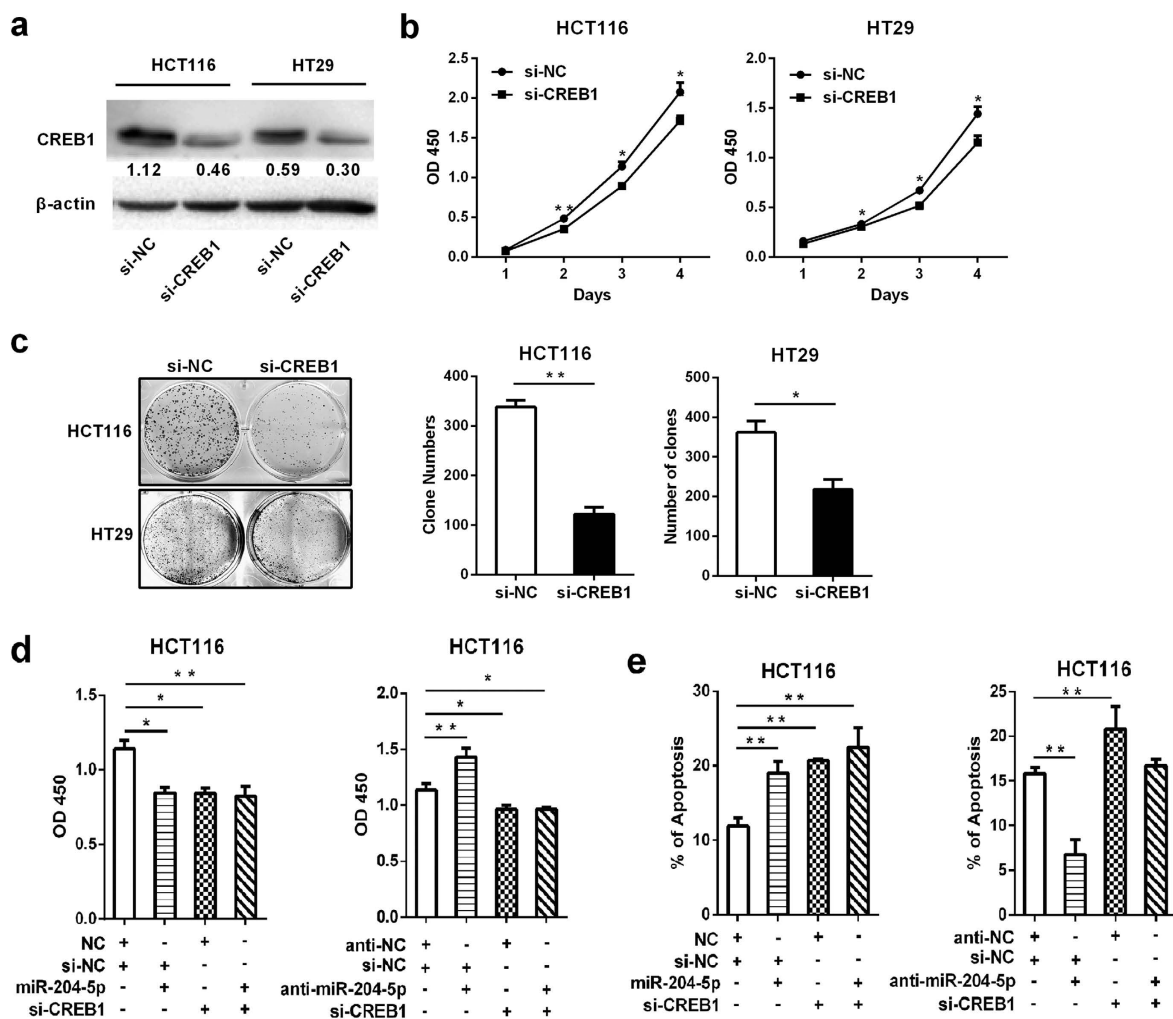 a
HCT116 HT29
CREB1
1.12 0.46 0.59 0.30
β-actin
si-NC si-CREB1 si-NC si-CREB1
b
HCT116
si-NC
si-CREB1
OD 450
2.5
2.0
1.5
1.0
0.5
0.0
**
*
*
1 2 3 4
Days
HT29
si-NC
si-CREB1
OD 450
2.0
1.5
1.0
0.5
0.0
*
*
*
1 2 3 4
Days
c
si-NC si-CREB1
HCT116
HT29
HCT116
**
Clone Numbers
400
300
200
100
0
si-NC si-CREB1
HT29
*
Number of clones
500
400
300
200
100
0
si-NC si-CREB1
d
HCT116
**
*
*
OD 450
1.5
1.0
0.5
0.0
NC + - + -
si-NC + + - -
miR-204-5p - + - +
si-CREB1 - - + +
HCT116
*
*
**
OD 450
2.0
1.5
1.0
0.5
0.0
anti-NC + - + -
si-NC + + - -
anti-miR-204-5p - + - +
si-CREB1 - - + +
e
HCT116
**
**
**
% of Apoptosis
30
20
10
0
NC + - + -
si-NC + + - -
miR-204-5p - + - +
si-CREB1 - - + +
HCT116
**
**
% of Apoptosis
25
20
15
10
5
0
anti-NC + - + -
si-NC + + - -
anti-miR-204-5p - + - +
si-CREB1 - - + +